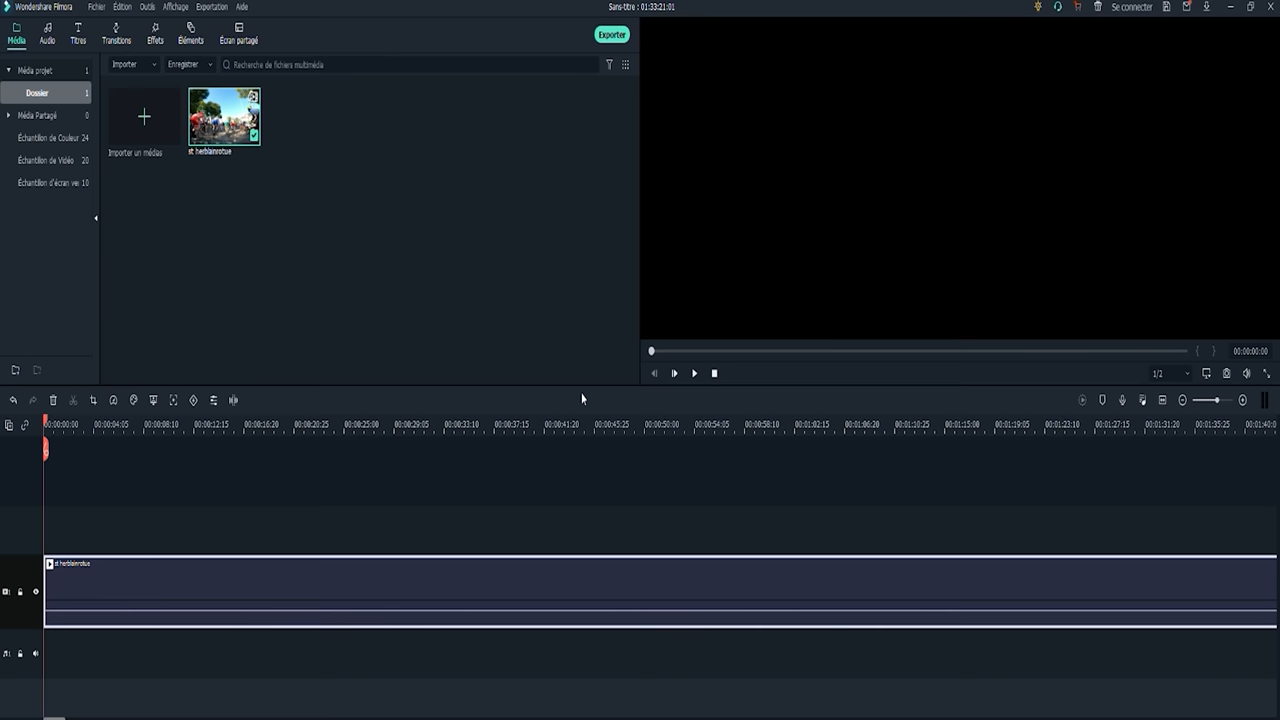 Wondershare Filmora Fichier Édition Outils Affichage Exportation Aide Sans-titre : 01:33:21:01 Se connecter
Média Audio Titres Transitions Effets Éléments Écran partagé Exporter
Média projet 1 Importer Enregistrer Recherche de fichiers multimédia
Dossier 1
Média Partagé 0
Échantillon de Couleur 24
Échantillon de Vidéo 20
Échantillon d'écran ve 10
Importer un médias st herblainrotue
00:00:00:00
1/2
00:00:00:00 00:00:04:05 00:00:08:10 00:00:12:15 00:00:16:20 00:00:20:25 00:00:25:00 00:00:29:05 00:00:33:10 00:00:37:15 00:00:41:20 00:00:45:25 00:00:50:00 00:00:54:05 00:00:58:10 00:01:02:15 00:01:06:20 00:01:10:25 00:01:15:00 00:01:19:05 00:01:23:10 00:01:27:15 00:01:31:20 00:01:35:25 00:01:40:0
st herblainrotue
1
1